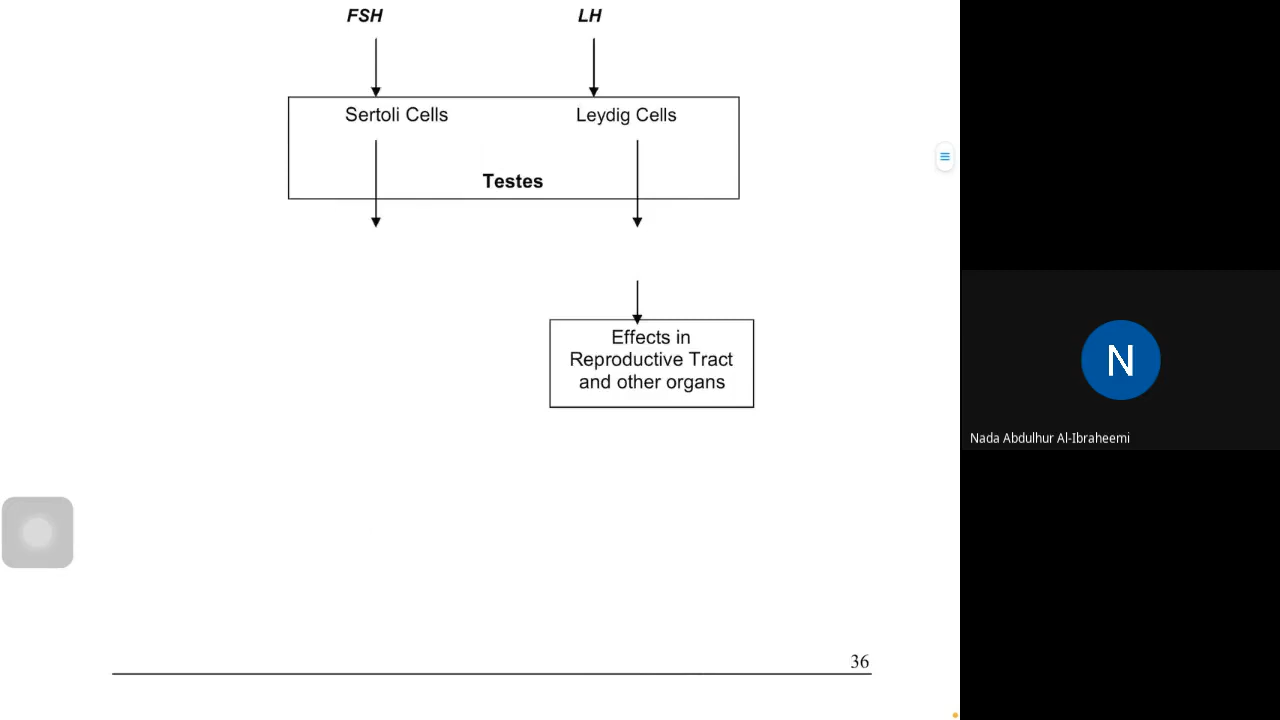 FSH LH
Sertoli Cells Leydig Cells
Testes
Effects in
Reproductive Tract
and other organs
36
N
Nada Abdulhur Al-Ibraheemi